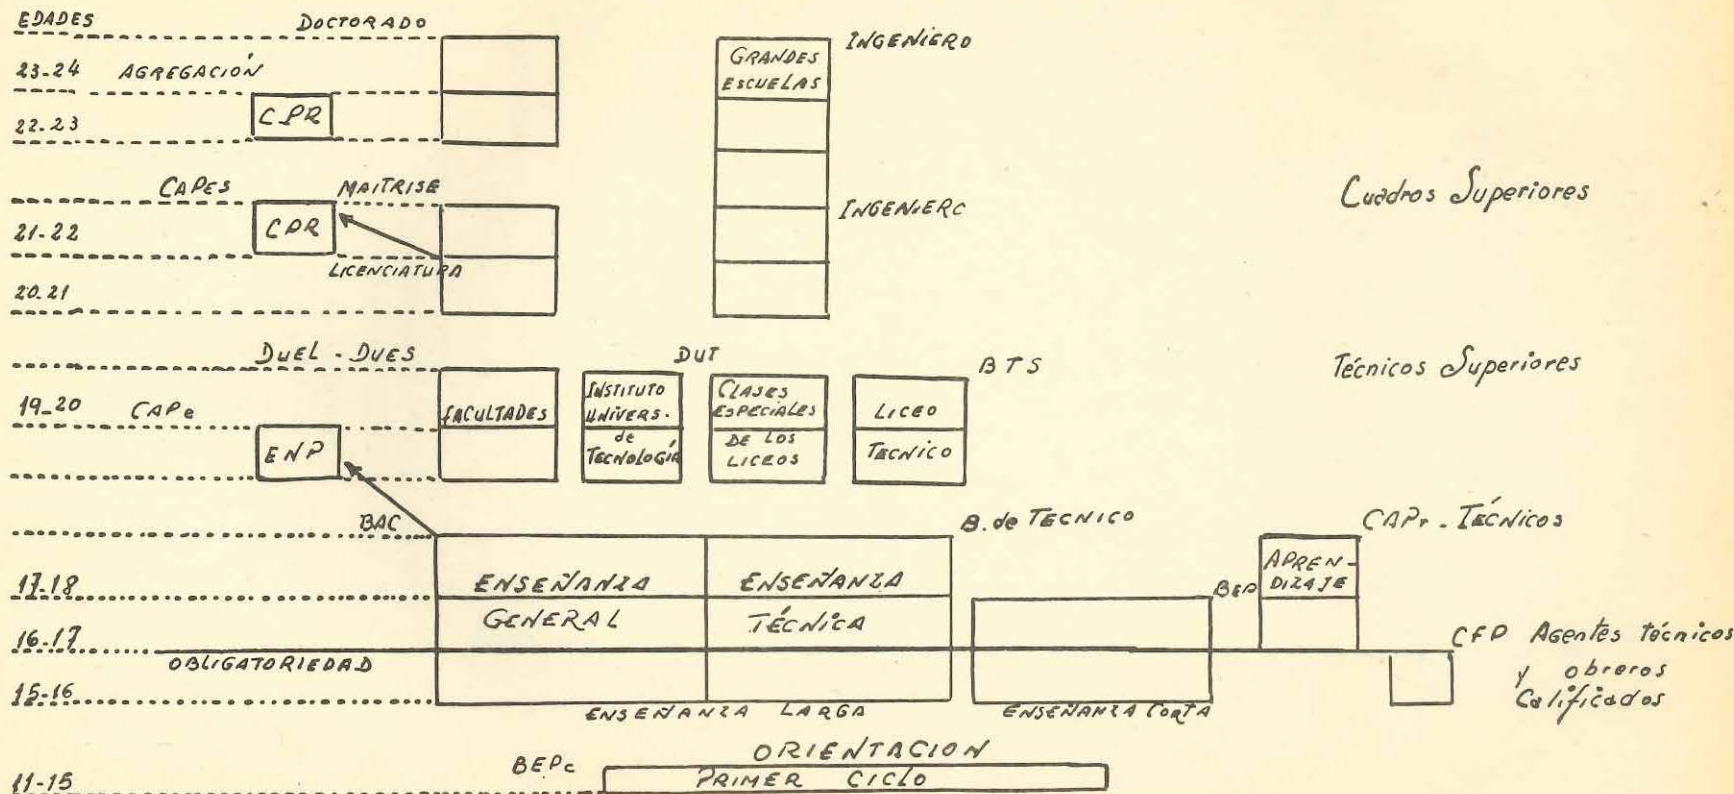 EDADES
DOCTORADO
INGENIERO
23-24 AGREGACIÓN
GRANDES
ESCUELAS
CPR
22-23
CAPES MAITRISE
Cuadros Superiores
INGENIERC
21-22
CPR
LICENCIATURA
20-21
DUEL - DUES
DUT
BTS
Técnicos Superiores
19-20 CAPe
FACULTADES
INSTITUTO
UNIVERS.
de
TECNOLOGÍA
CLASES
ESPECIALES
DE LOS
LICEOS
LICEO
TECNICO
ENP
BAC
B. de TECNICO
CAPr - TÉCNICOS
17-18
ENSEÑANZA
GENERAL
ENSEÑANZA
TÉCNICA
BEP
APREN-
DIZAJE
16-17
OBLIGATORIEDAD
CFP Agentes técnicos
y obreros
Calificados
15-16
ENSEÑANZA LARGA
ENSEÑANZA CORTA
ORIENTACION
BEPc
11-15
PRIMER CICLO